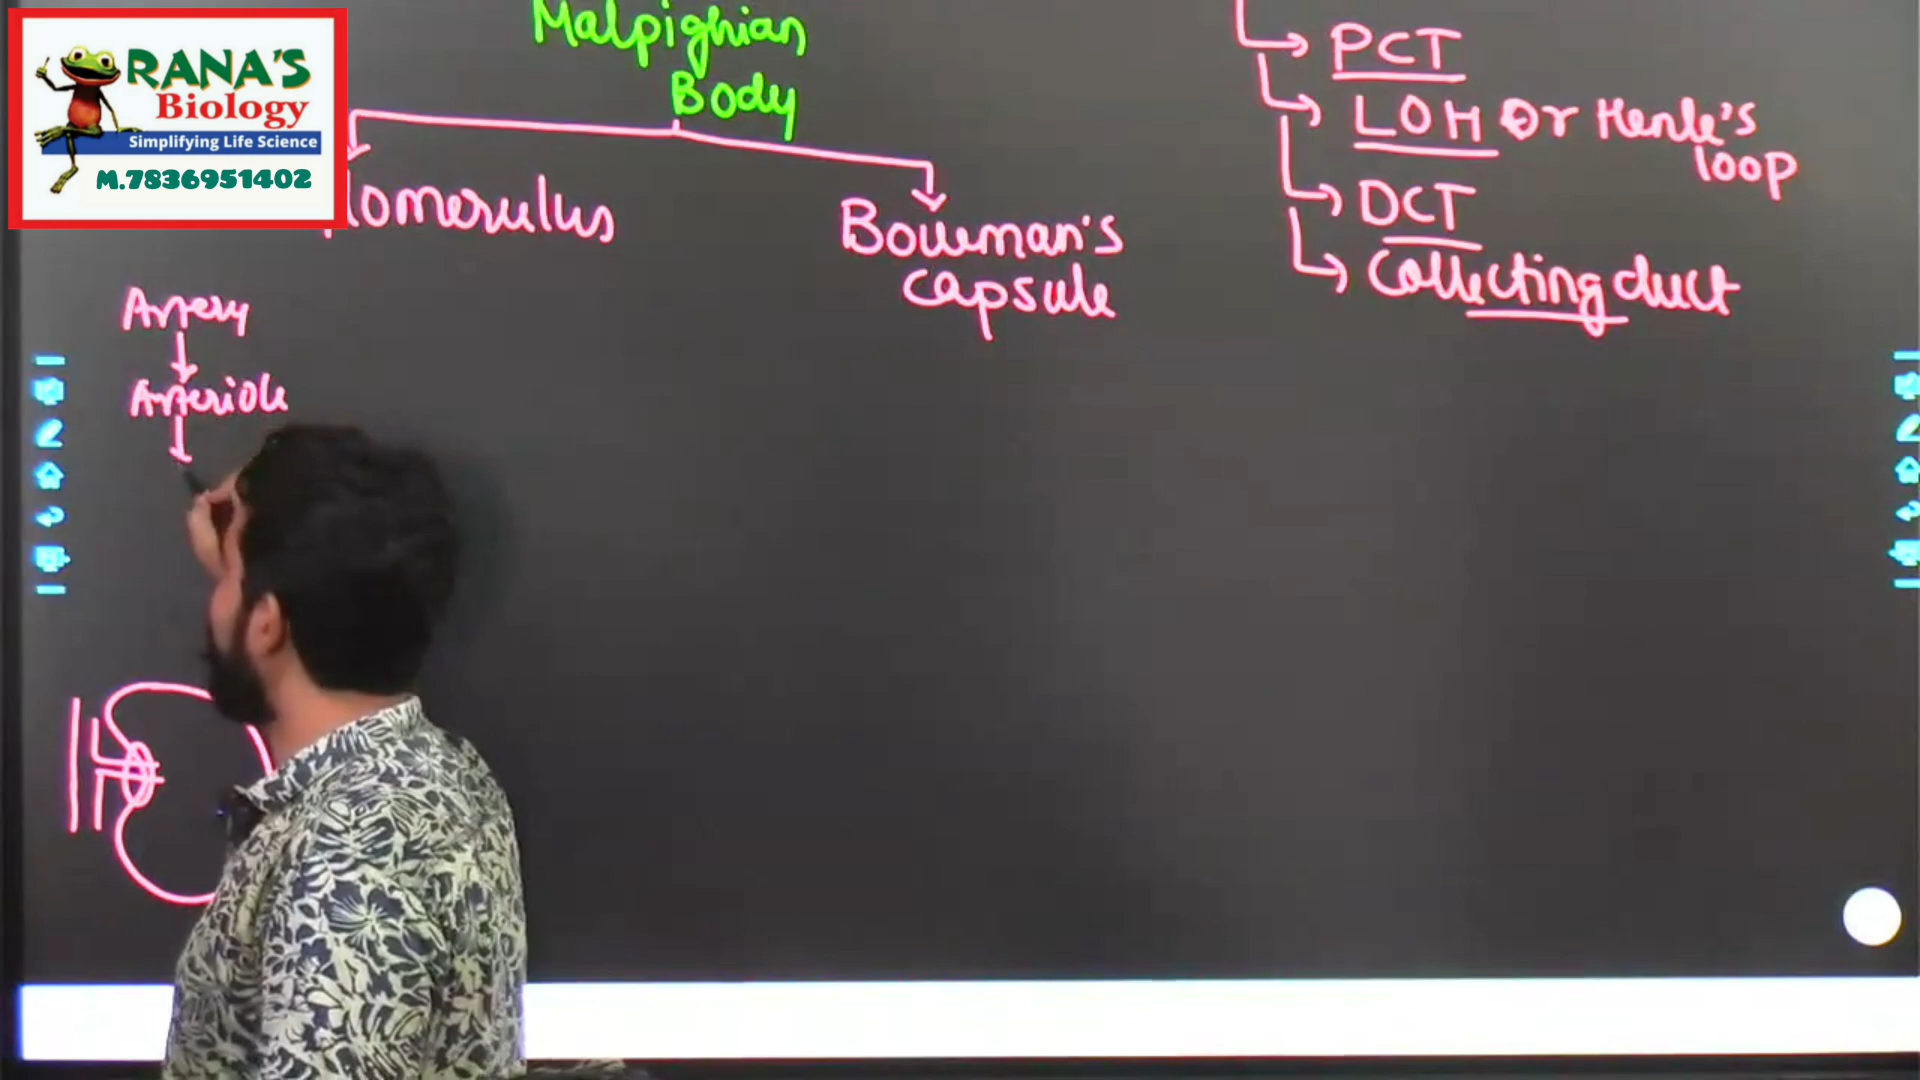 RANA'S
Biology
Simplifying Life Science
M.7836951402
Malpighian
Body
lomerulus
Bowman's
Capsule
PCT
LOH Or Henle's
loop
DCT
Collecting duct
Artery
Arteriole